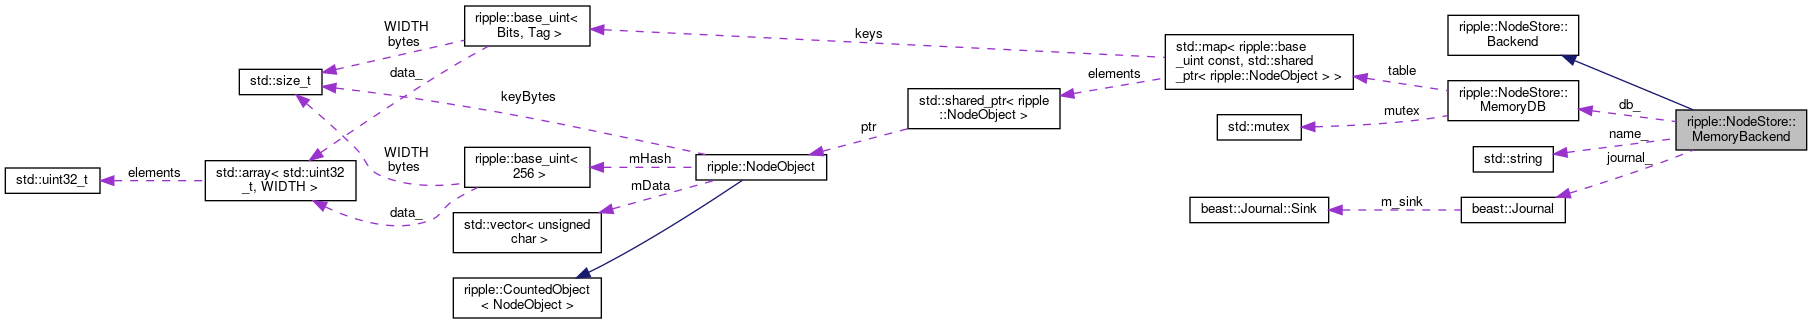 ripple::base_uint<
Bits, Tag >
WIDTH
bytes
std::size_t
data_
keyBytes
WIDTH
bytes
std::uint32_t
elements
std::array< std::uint32
_t, WIDTH >
data_
ripple::base_uint<
256 >
mHash
mData
std::vector< unsigned
char >
ripple::CountedObject
< NodeObject >
ripple::NodeObject
ptr
std::shared_ptr< ripple
::NodeObject >
elements
keys
std::map< ripple::base
_uint const, std::shared
_ptr< ripple::NodeObject > >
table
mutex
std::mutex
ripple::NodeStore::
Backend
ripple::NodeStore::
MemoryDB
db_
name_
std::string
journal_
beast::Journal::Sink
m_sink
beast::Journal
ripple::NodeStore::
MemoryBackend